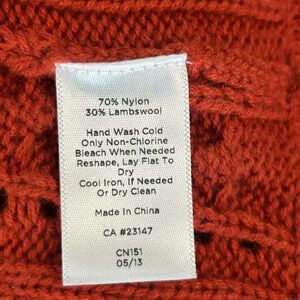 70% Nylon
30% Lambswool
Hand Wash Cold
Only Non-Chlorine
Bleach When Needed
Reshape, Lay Flat To
Dry
Cool Iron, If Needed
Or Dry Clean
Made In China
CA #23147
CN151
05/13